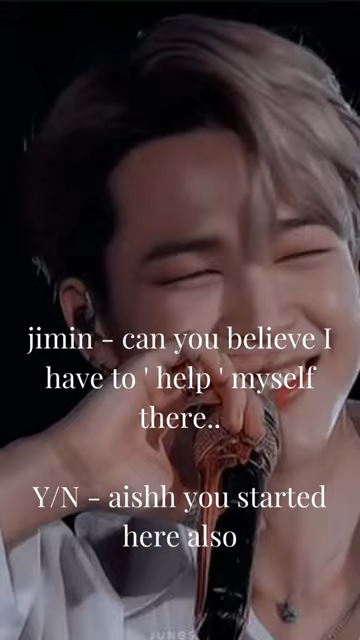 jimin - can you believe I
have to ' help ' myself
there..
Y/N - aishh you started
here also